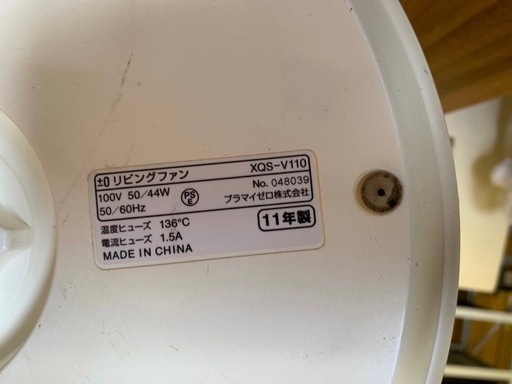 ±0 リビングファン XQS-V110
100V 50/44W
50/60Hz
PS
E
No. 048039
プラマイゼロ株式会社
温度ヒューズ 136℃
電流ヒューズ 1.5A
11年製
MADE IN CHINA